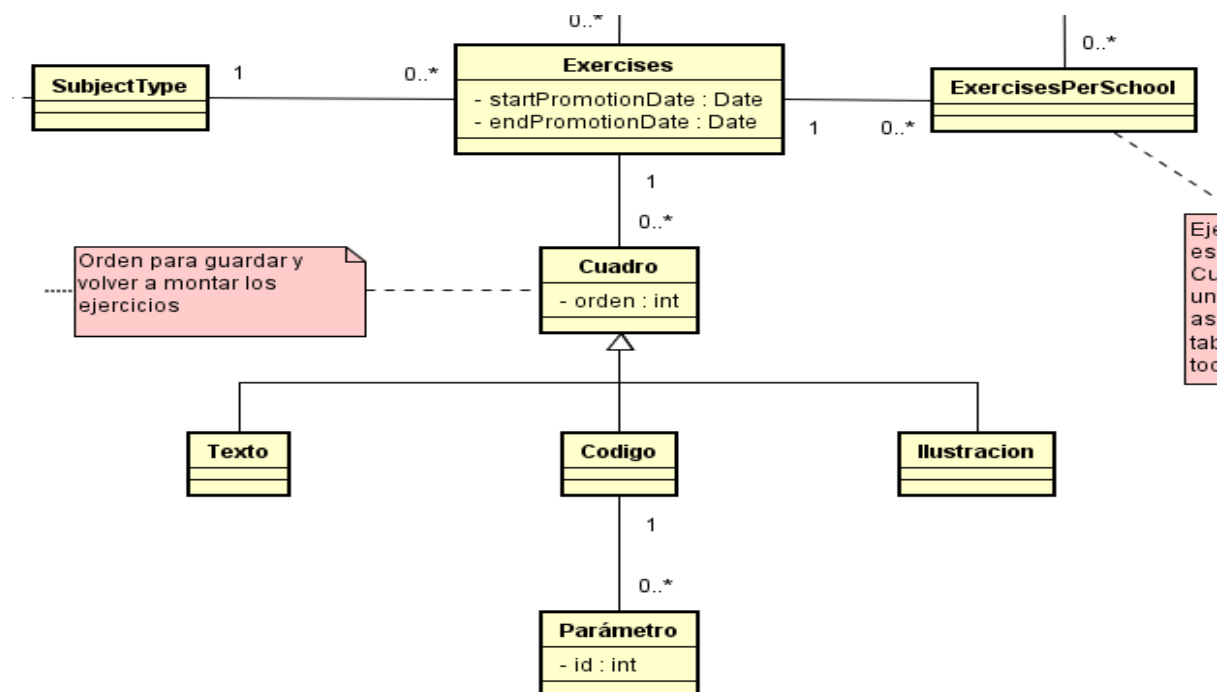 0..*
0..*
SubjectType
1
0..*
Exercises
- startPromotionDate : Date
- endPromotionDate : Date
1
0..*
ExercisesPerSchool
1
0..*
Orden para guardar y
volver a montar los
ejercicios
Cuadro
- orden : int
Texto
Codigo
Ilustracion
1
0..*
Parámetro
- id : int